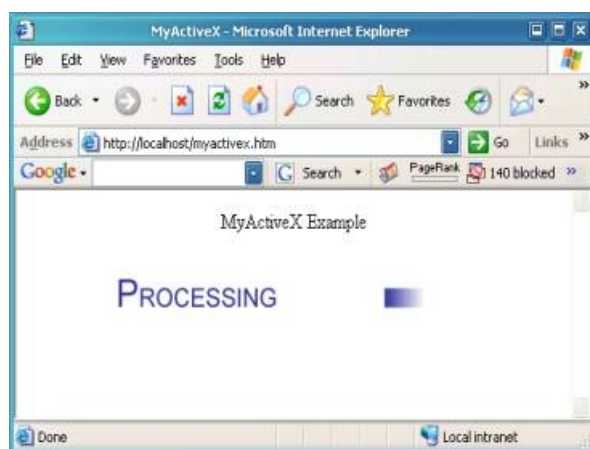 MyActiveX - Microsoft Internet Explorer
File Edit View Favorites Tools Help
Back Search Favorites »
Address http://localhost/myactivex.htm Go Links »
Google Search PageRank 140 blocked »
MyActiveX Example
PROCESSING
Done Local intranet